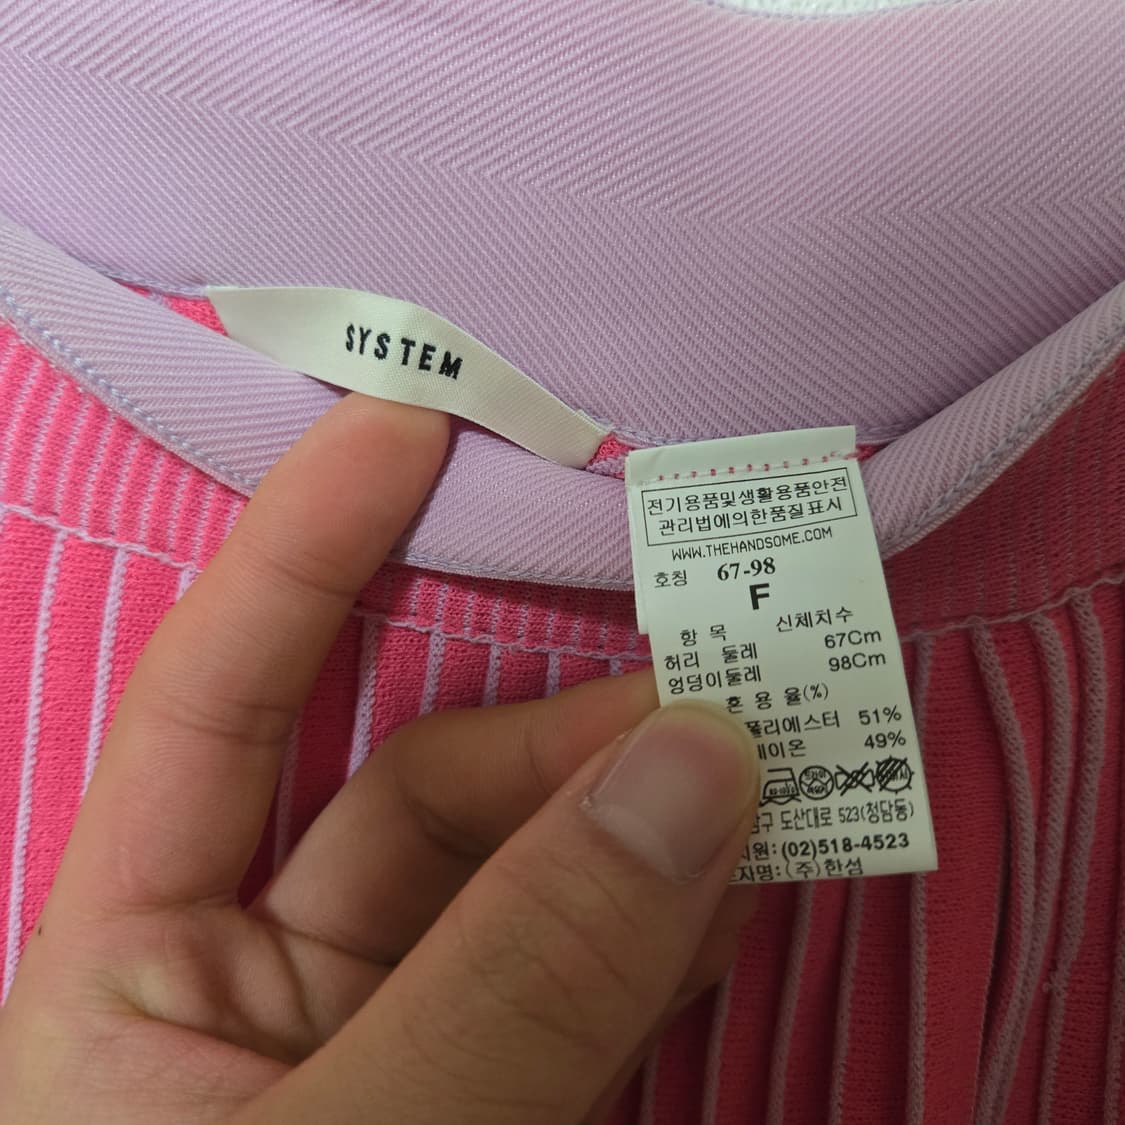 SYSTEM
전기용품및생활용품안전
관리법에의한품질표시
WWW.THEHANDSOME.COM
호칭 67-98
F
항 목 신체치수
허리 둘레 67Cm
엉덩이둘레 98Cm
혼 용 율(%)
폴리에스터 51%
49%
도산대로 523(청담동)
(02)518-4523
(주)한섬